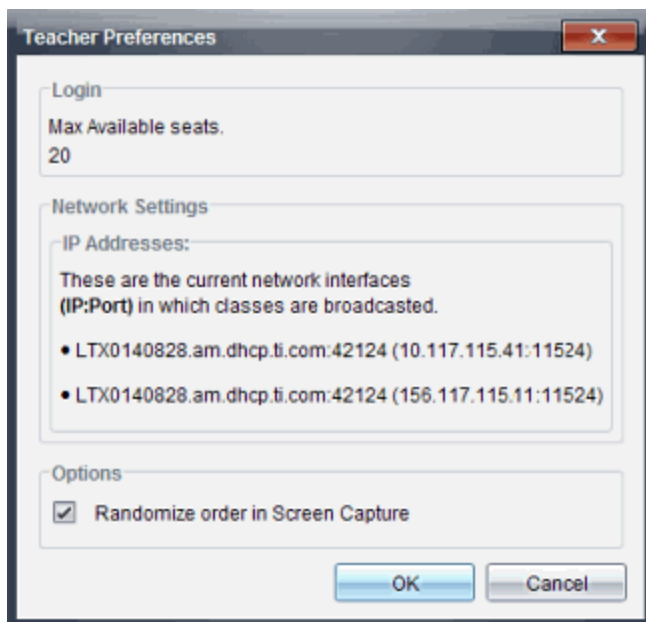 Teacher Preferences
Login
Max Available seats.
20
Network Settings
IP Addresses:
These are the current network interfaces
(IP:Port) in which classes are broadcasted.
• LTX0140828.am.dhcp.ti.com:42124 (10.117.115.41:11524)
• LTX0140828.am.dhcp.ti.com:42124 (156.117.115.11:11524)
Options
Randomize order in Screen Capture
OK Cancel